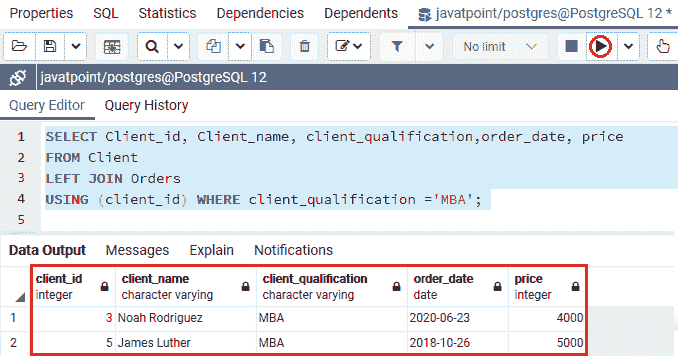 Properties SQL Statistics Dependencies Dependents javatpoint/postgres@PostgreSQL 12 *
No limit
javatpoint/postgres@PostgreSQL 12
Query Editor Query History
1 SELECT Client_id, Client_name, client_qualification,order_date, price
2 FROM Client
3 LEFT JOIN Orders
4 USING (client_id) WHERE client_qualification ='MBA';
5
Data Output Messages Explain Notifications
client_id client_name client_qualification order_date price
integer character varying character varying date integer
1 3 Noah Rodriguez MBA 2020-06-23 4000
2 5 James Luther MBA 2018-10-26 5000